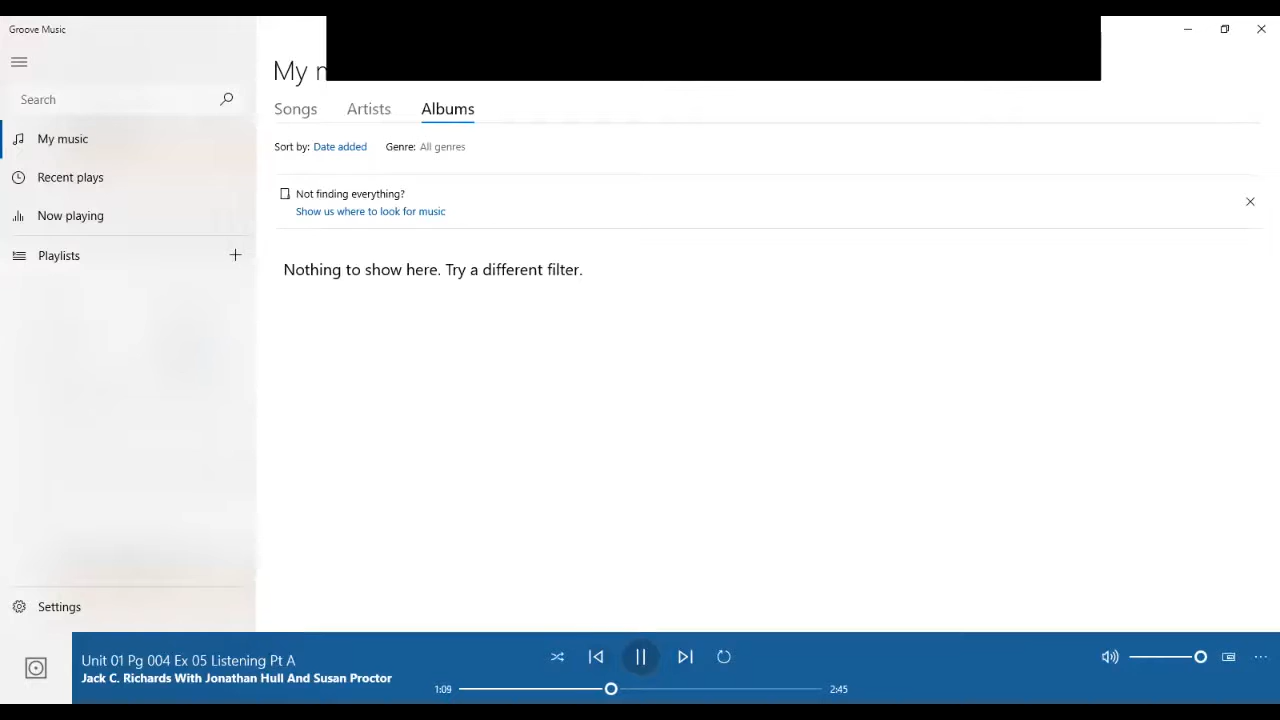 Groove Music
My
Search
Songs Artists Albums
My music
Sort by: Date added Genre: All genres
Recent plays
Not finding everything?
Show us where to look for music
Now playing
Playlists
Nothing to show here. Try a different filter.
Settings
Unit 01 Pg 004 Ex 05 Listening Pt A
Jack C. Richards With Jonathan Hull And Susan Proctor
1:09 2:45